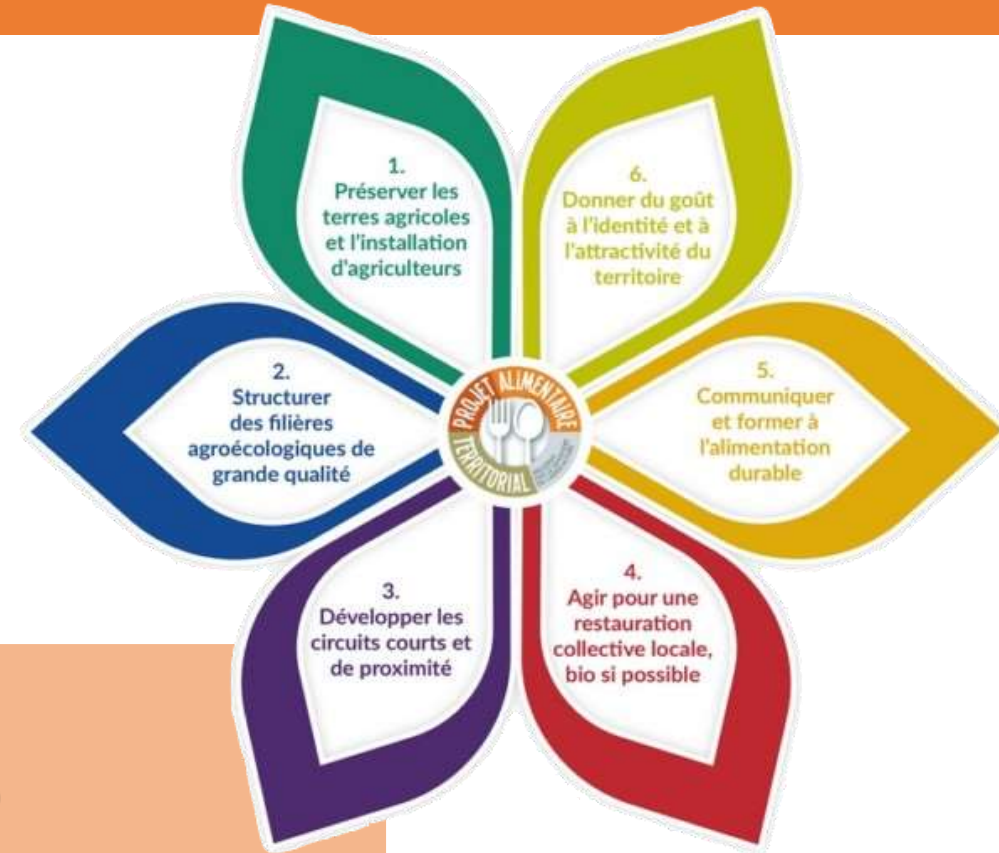 1.
Préserver les
terres agricoles
et l'installation
d'agriculteurs
2.
Structurer
des filières
agroécologiques de
grande qualité
3.
Développer les
circuits courts et
de proximité
4.
Agir pour une
restauration
collective locale,
bio si possible
5.
Communiquer
et former à
l'alimentation
durable
6.
Donner du goût
à l'identité et à
l'attractivité du
territoire
PROJET ALIMENTAIRE
TERRITORIAL